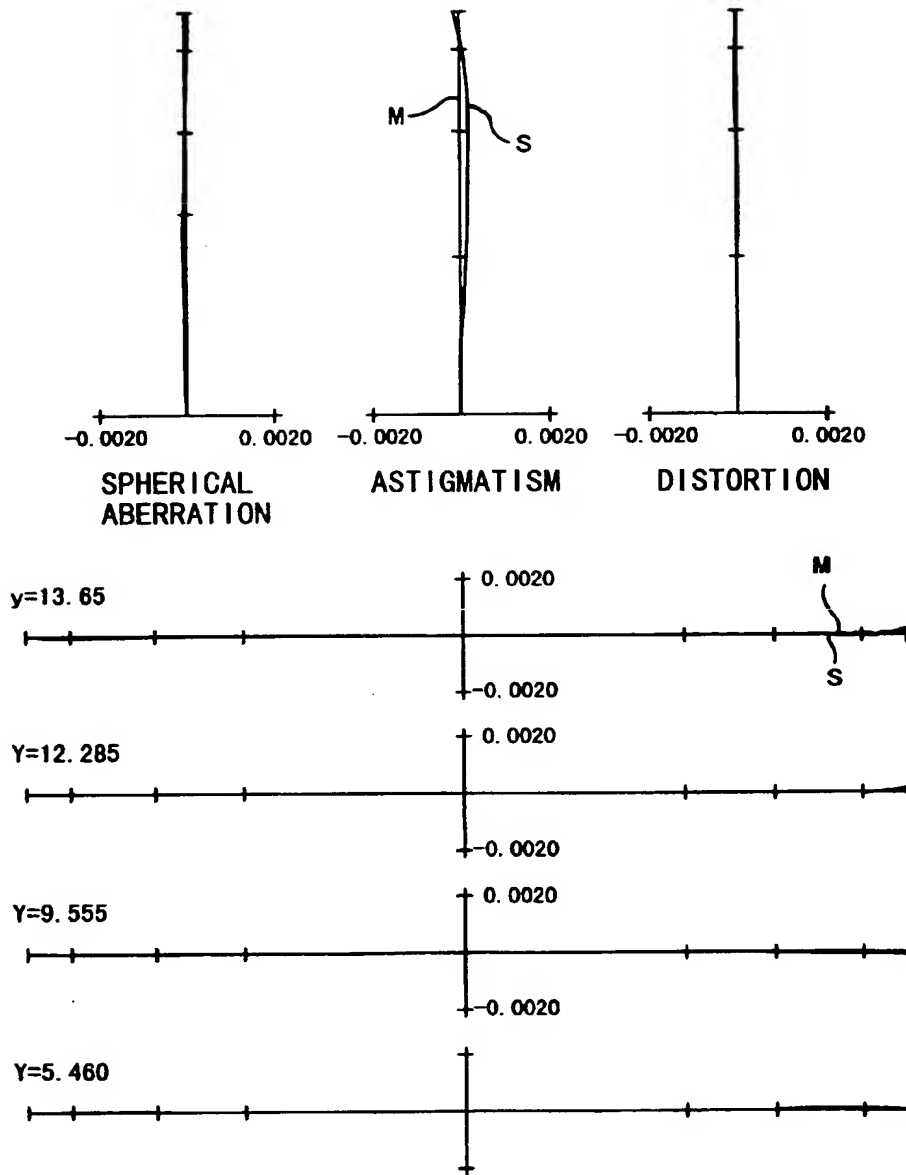 M
S
-0.0020 0.0020 -0.0020 0.0020 -0.0020 0.0020
SPHERICAL ABERRATION
ASTIGMATISM
DISTORTION
y=13.65
0.0020
-0.0020
M
S
Y=12.285
0.0020
-0.0020
Y=9.555
0.0020
-0.0020
Y=5.460